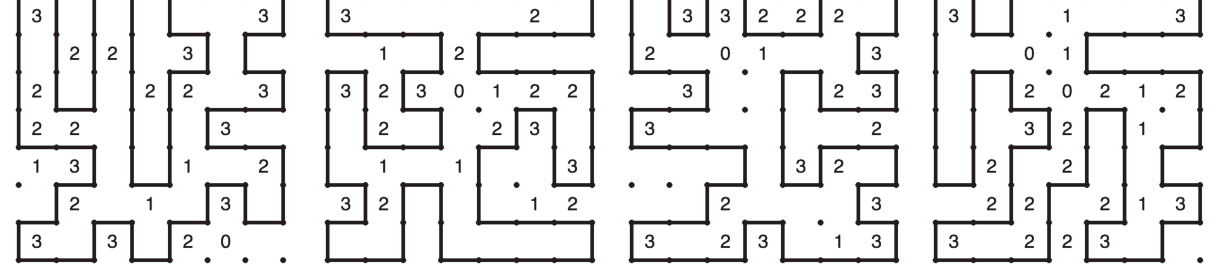 3 3 3 2 3 3 2 2 2 3 1 3
2 2 3 1 2 2 0 1 3 0 1
2 2 2 3 3 2 3 0 1 2 2 3 2 3 2 0 2 1 2
2 2 3 2 2 3 3 2 3 2 1
1 3 1 2 1 1 3 3 2 2 2
2 1 3 3 2 1 2 2 3 2 2 2 1 3
3 3 2 0 3 2 3 1 3 3 2 2 3